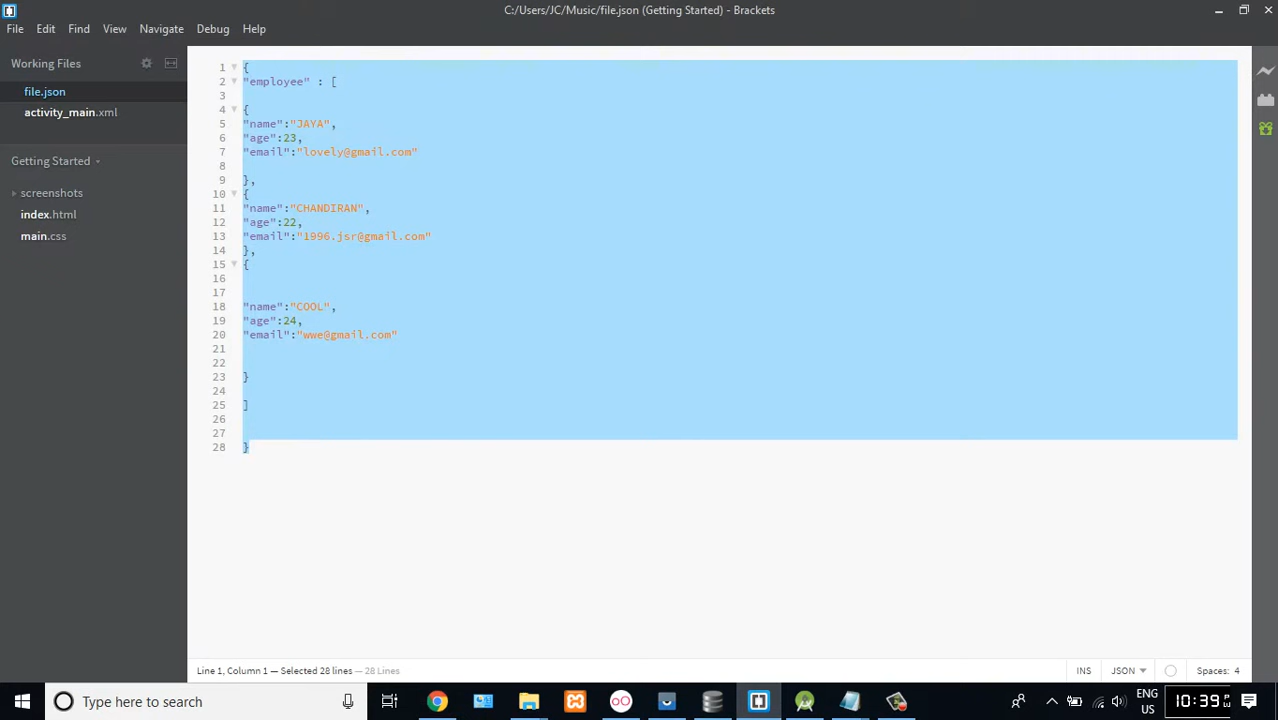 C:/Users/JC/Music/file.json (Getting Started) - Brackets
File Edit Find View Navigate Debug Help
Working Files
file.json
activity_main.xml
Getting Started
screenshots
index.html
main.css
1 {
2 "employee" : [
3
4 {
5 "name":"JAYA",
6 "age":23,
7 "email":"lovely@gmail.com"
8
9 },
10 {
11 "name":"CHANDIRAN",
12 "age":22,
13 "email":"1996.jsr@gmail.com"
14 },
15 {
16
17
18 "name":"COOL",
19 "age":24,
20 "email":"wwe@gmail.com"
21
22
23 }
24
25 ]
26
27
28 }
Line 1, Column 1 — Selected 28 lines — 28 Lines
INS JSON Spaces: 4
Type here to search
ENG
US
10:39